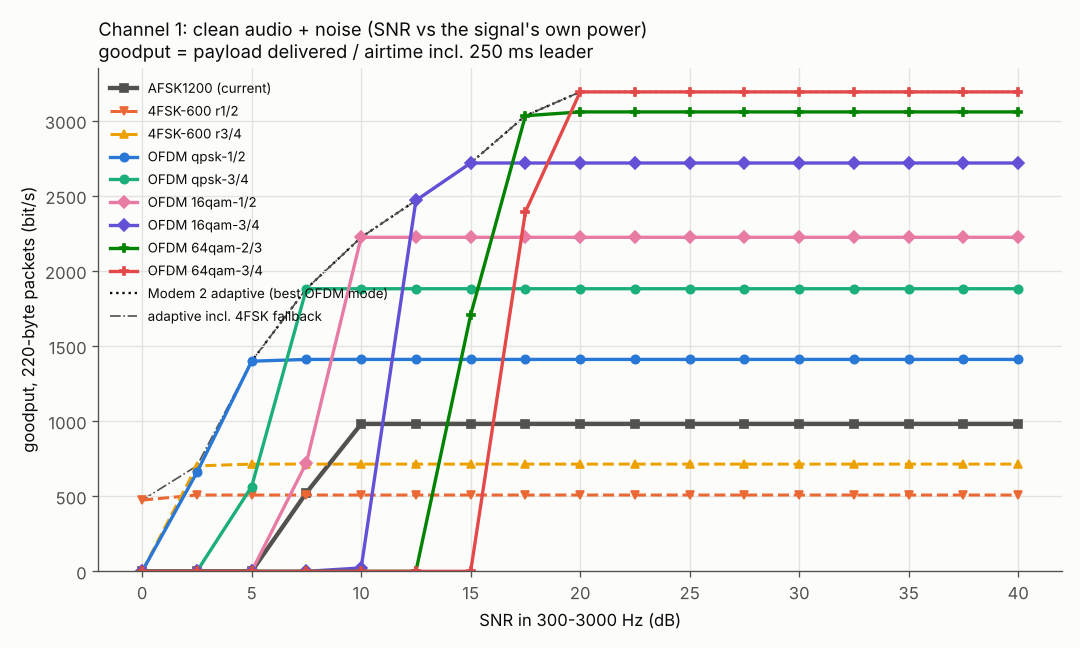 Channel 1: clean audio + noise (SNR vs the signal's own power)
goodput = payload delivered / airtime incl. 250 ms leader
AFSK1200 (current)
4FSK-600 r1/2
4FSK-600 r3/4
OFDM qpsk-1/2
OFDM qpsk-3/4
OFDM 16qam-1/2
OFDM 16qam-3/4
OFDM 64qam-2/3
OFDM 64qam-3/4
Modem 2 adaptive (best OFDM mode)
adaptive incl. 4FSK fallback
goodput, 220-byte packets (bit/s)
3000
2500
2000
1500
1000
500
0
0 5 10 15 20 25 30 35 40
SNR in 300-3000 Hz (dB)